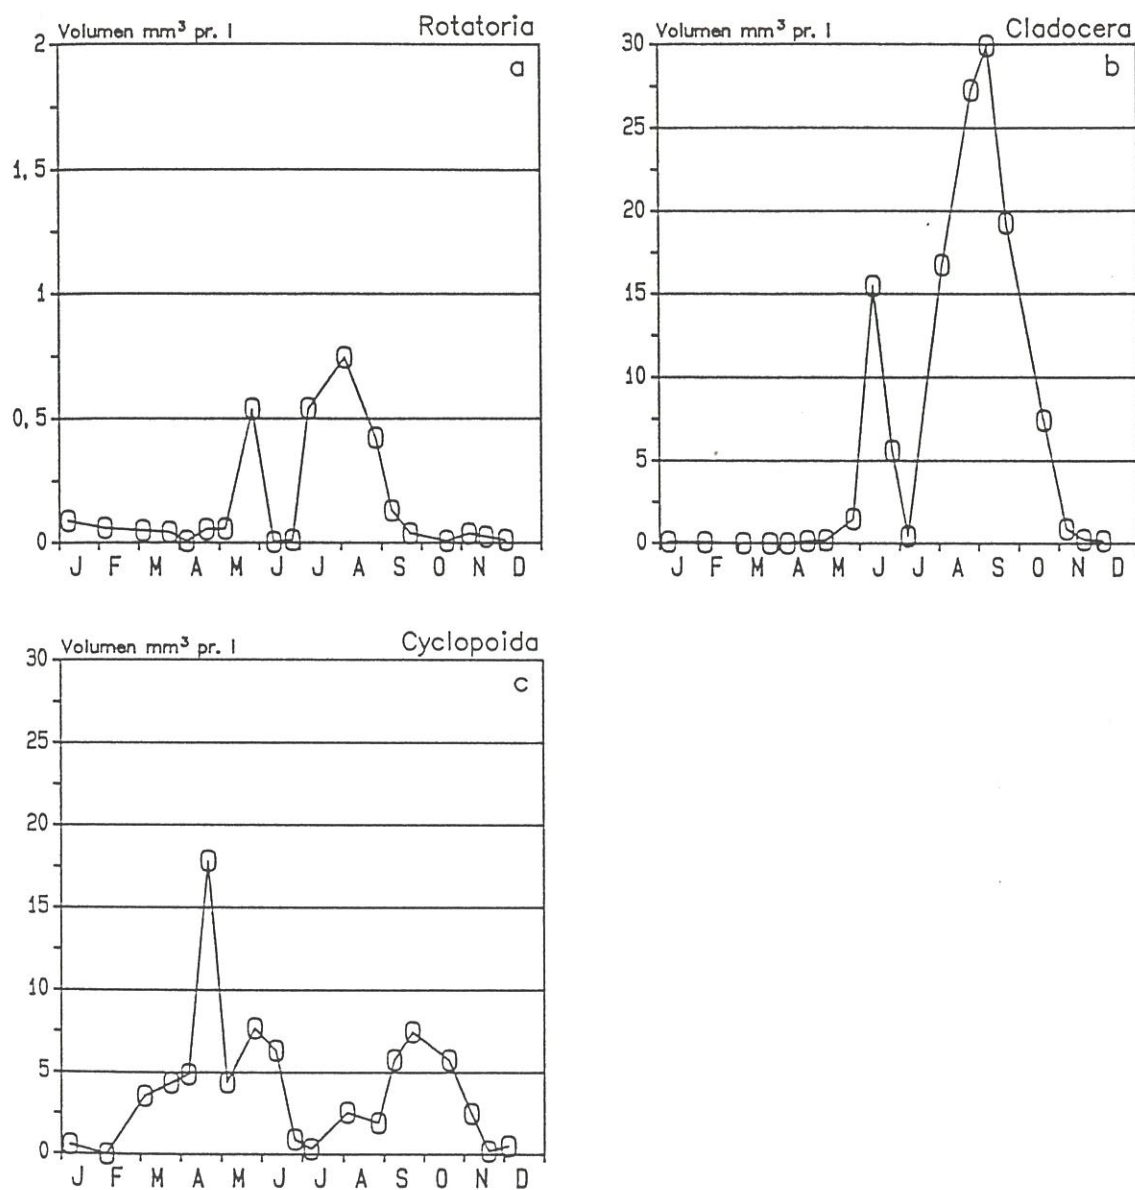 Volumen mm³ pr. l Rotatoria
a
2
1,5
1
0,5
0
J F M A M J J A S O N D
Volumen mm³ pr. l Cladocera
b
30
25
20
15
10
5
0
J F M A M J J A S O N D
Volumen mm³ pr. l Cyclopoida
c
30
25
20
15
10
5
0
J F M A M J J A S O N D